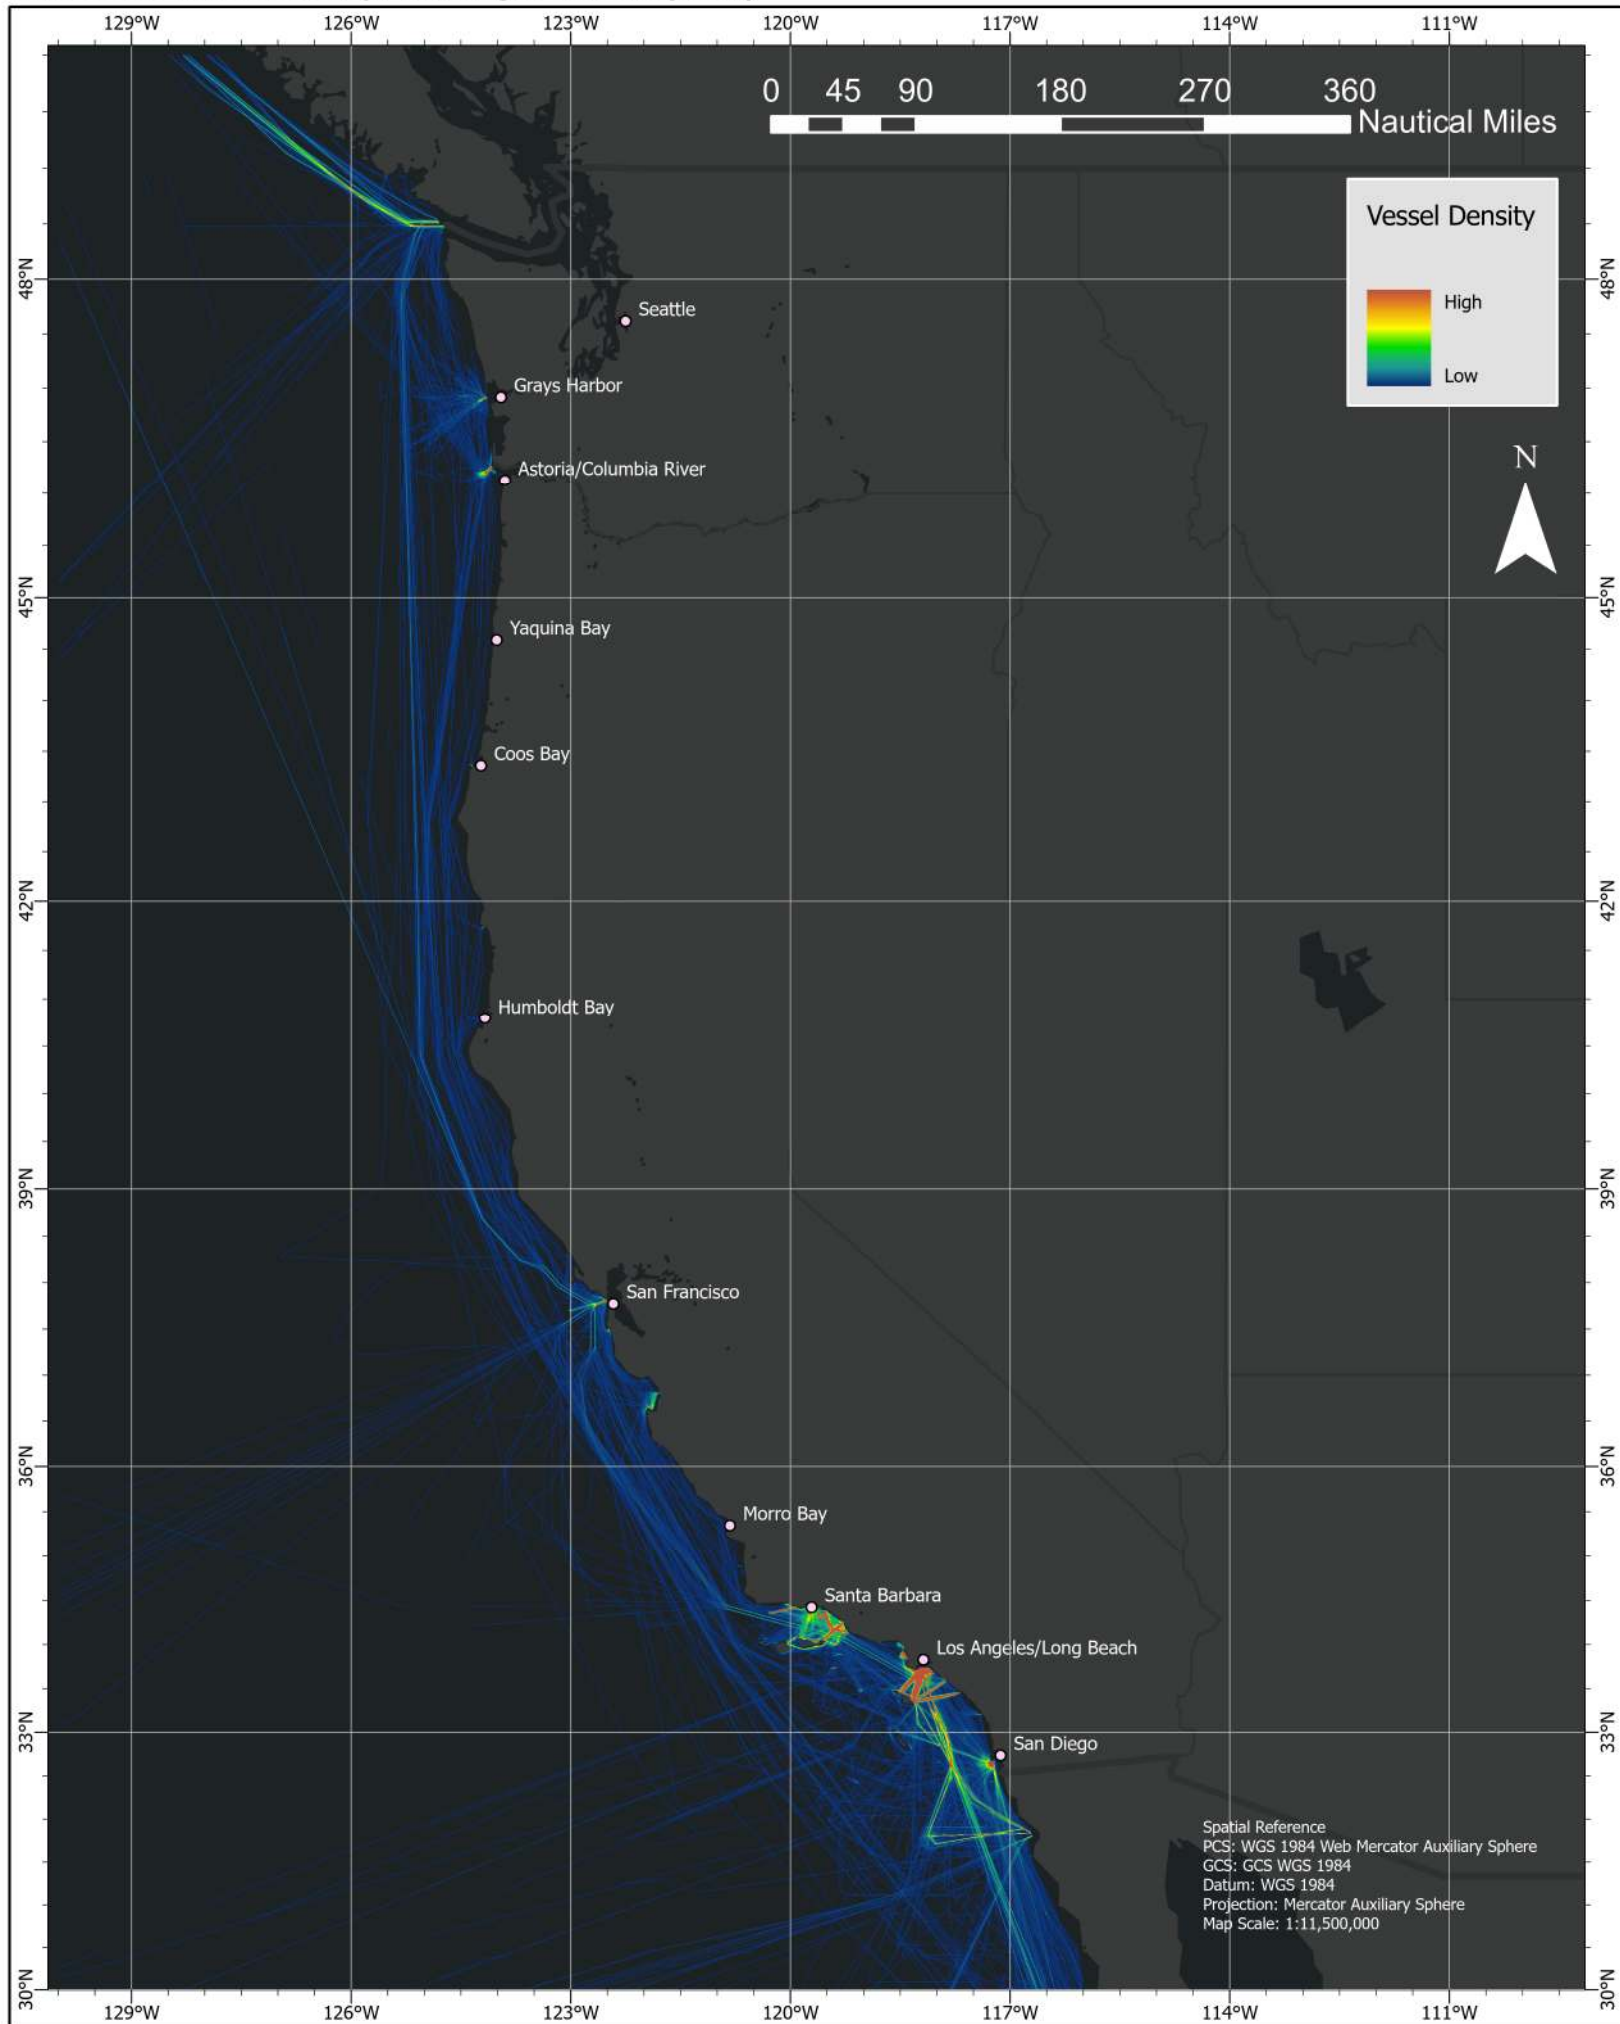 129°W 126°W 123°W 120°W 117°W 114°W 111°W
0 45 90 180 270 360
Nautical Miles
Vessel Density
High
Low
48°N 48°N
Seattle
Grays Harbor
N
Astoria/Columbia River
45°N 45°N
Yaquina Bay
Coos Bay
42°N 42°N
Humboldt Bay
39°N 39°N
San Francisco
36°N 36°N
Morro Bay
Santa Barbara
Los Angeles/Long Beach
33°N 33°N
San Diego
Spatial Reference
PCS: WGS 1984 Web Mercator Auxiliary Sphere
GCS: GCS WGS 1984
Datum: WGS 1984
Projection: Mercator Auxiliary Sphere
Map Scale: 1:11,500,000
30°N 30°N
129°W 126°W 123°W 120°W 117°W 114°W 111°W